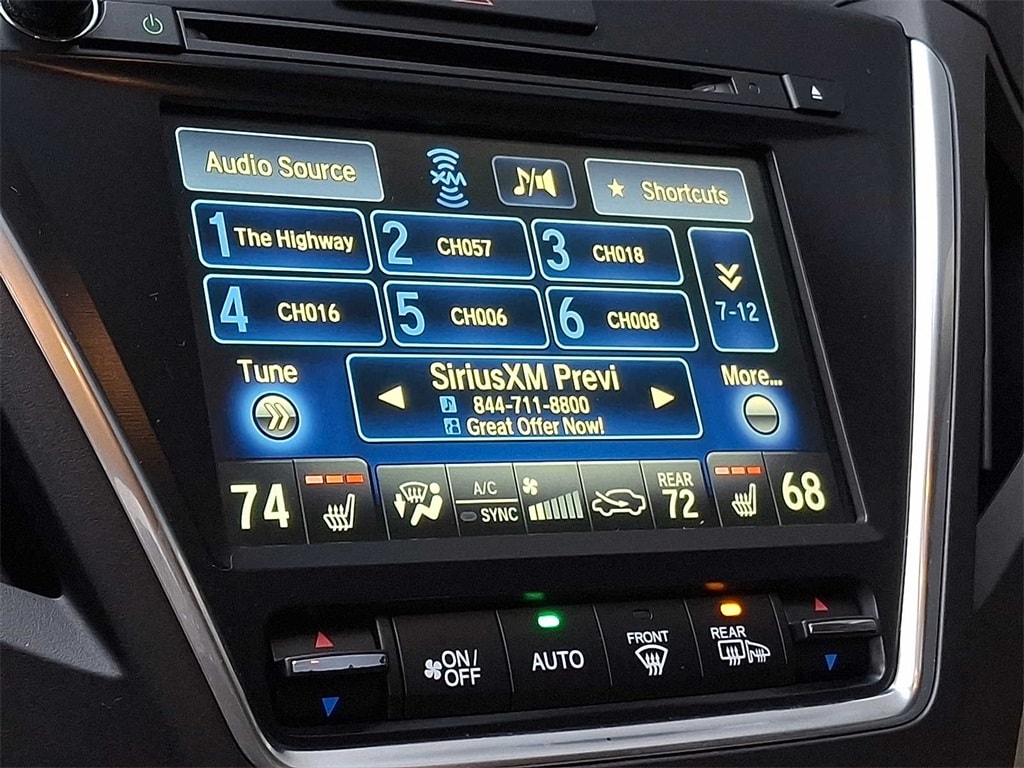 Audio Source
XM
★ Shortcuts
1 The Highway
2 CH057
3 CH018
7-12
4 CH016
5 CH006
6 CH008
Tune
SiriusXM Previ
844-711-8800
Great Offer Now!
More...
74
A/C
SYNC
REAR
72
68
ON/
OFF
AUTO
FRONT
REAR